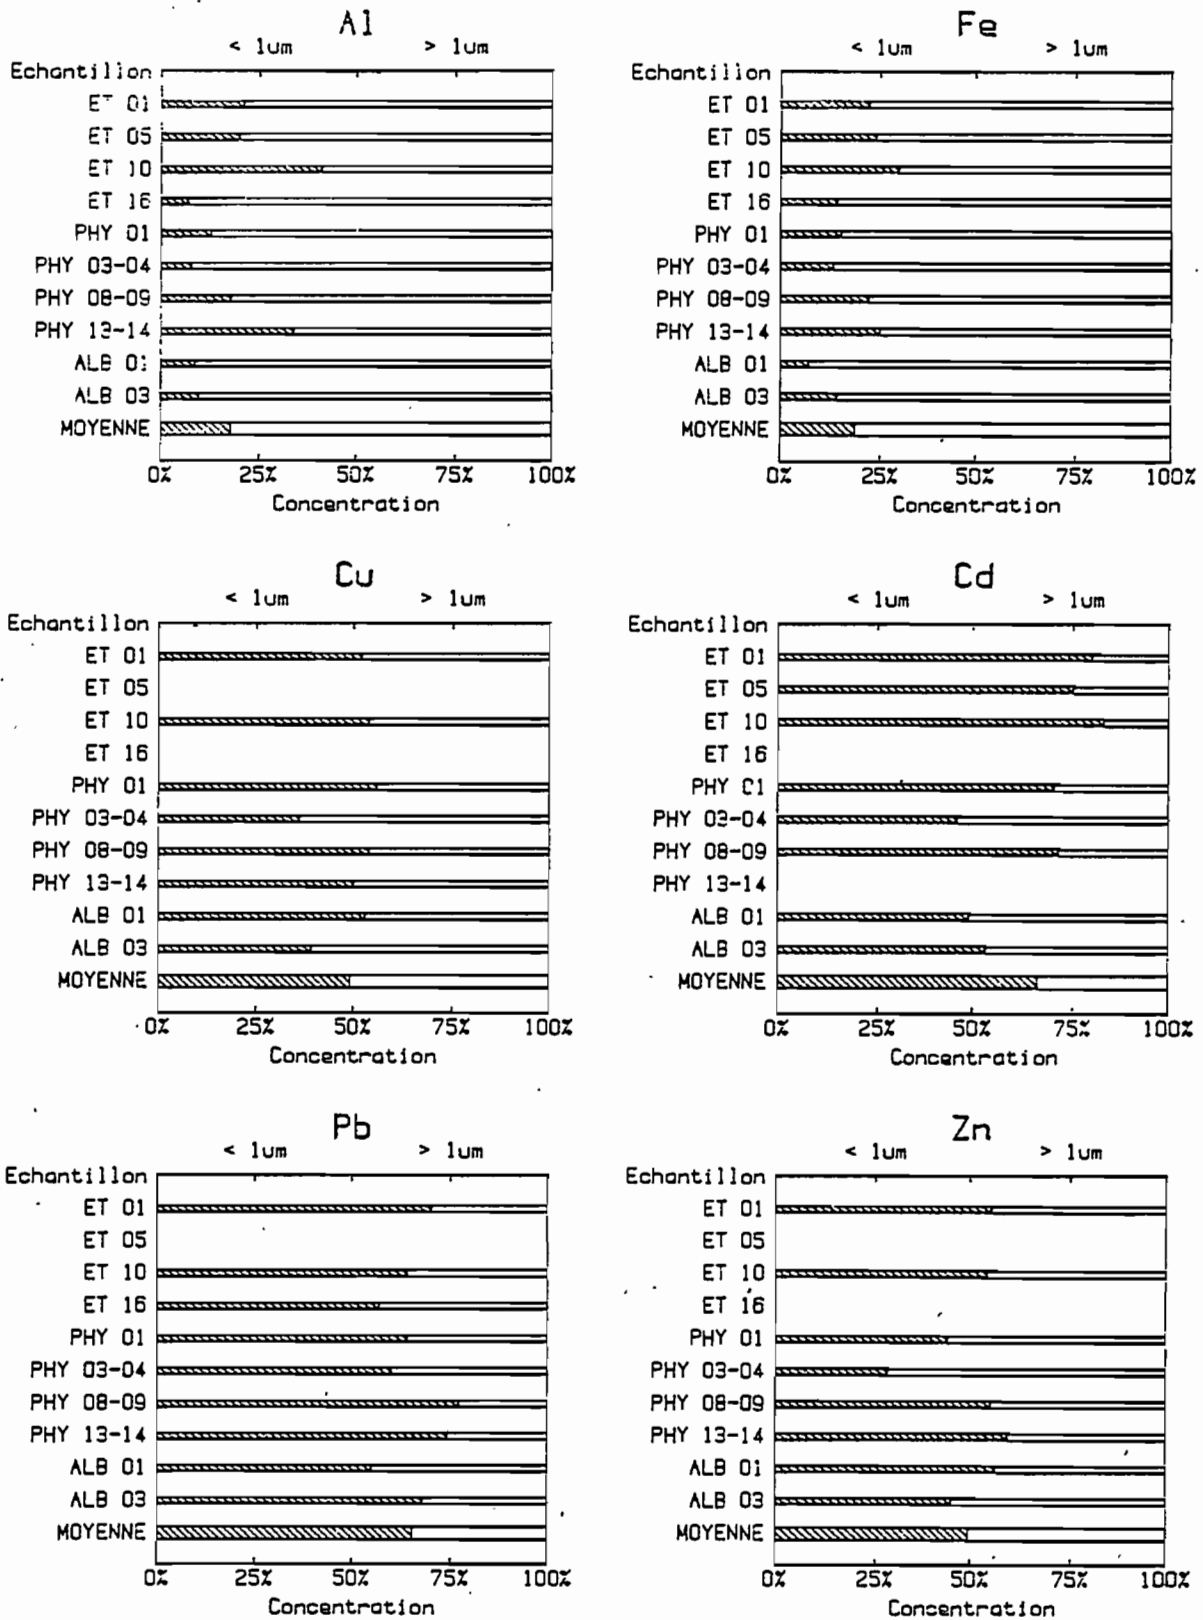 Al
< 1um > 1um
Echantillon
ET 01
ET 05
ET 10
ET 16
PHY 01
PHY 03-04
PHY 08-09
PHY 13-14
ALB 01
ALB 03
MOYENNE
0% 25% 50% 75% 100%
Concentration
Fe
< 1um > 1um
Echantillon
ET 01
ET 05
ET 10
ET 16
PHY 01
PHY 03-04
PHY 08-09
PHY 13-14
ALB 01
ALB 03
MOYENNE
0% 25% 50% 75% 100%
Concentration
Cu
< 1um > 1um
Echantillon
ET 01
ET 05
ET 10
ET 16
PHY 01
PHY 03-04
PHY 08-09
PHY 13-14
ALB 01
ALB 03
MOYENNE
0% 25% 50% 75% 100%
Concentration
Cd
< 1um > 1um
Echantillon
ET 01
ET 05
ET 10
ET 16
PHY 01
PHY 03-04
PHY 08-09
PHY 13-14
ALB 01
ALB 03
MOYENNE
0% 25% 50% 75% 100%
Concentration
Pb
< 1um > 1um
Echantillon
ET 01
ET 05
ET 10
ET 16
PHY 01
PHY 03-04
PHY 08-09
PHY 13-14
ALB 01
ALB 03
MOYENNE
0% 25% 50% 75% 100%
Concentration
Zn
< 1um > 1um
Echantillon
ET 01
ET 05
ET 10
ET 16
PHY 01
PHY 03-04
PHY 08-09
PHY 13-14
ALB 01
ALB 03
MOYENNE
0% 25% 50% 75% 100%
Concentration